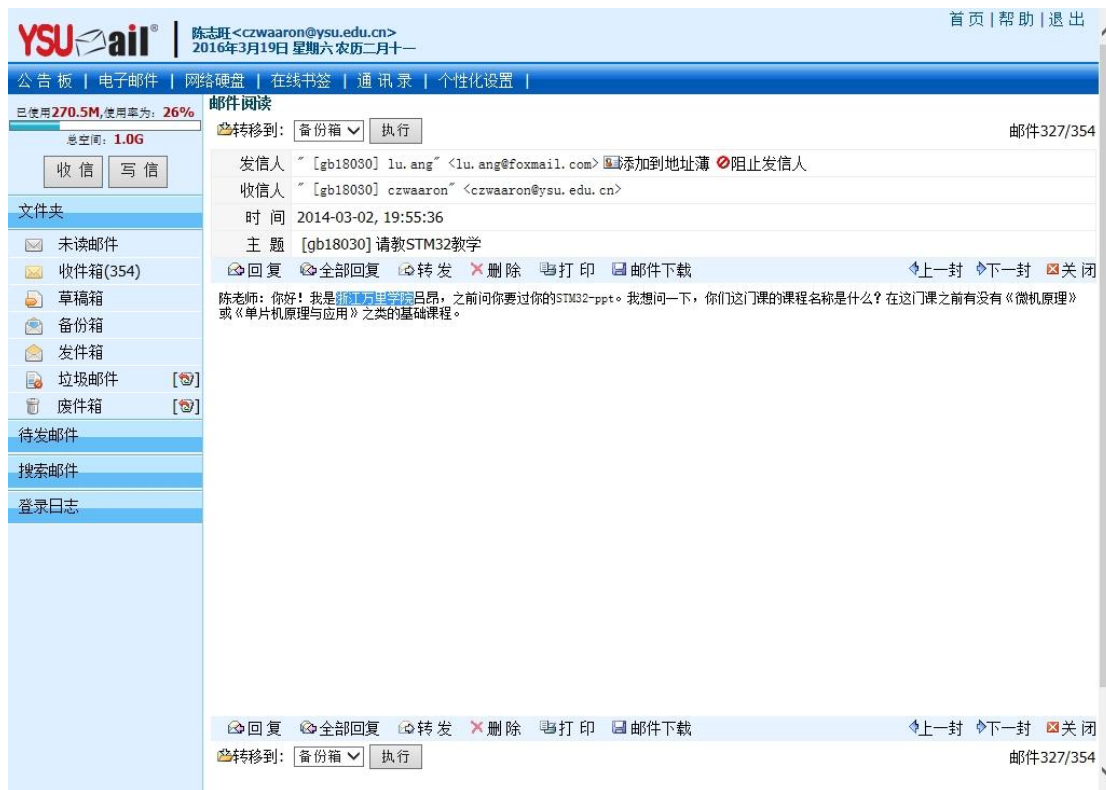 YSUMail® 陈志旺<czwaaron@ysu.edu.cn>
2016年3月19日 星期六 农历二月十一
首页|帮助|退出
公告板 | 电子邮件 | 网络硬盘 | 在线书签 | 通讯录 | 个性化设置 |
已使用270.5M,使用率为: 26%
总空间: 1.0G
收信 写信
文件夹
未读邮件
收件箱(354)
草稿箱
备份箱
发件箱
垃圾邮件 [ ]
废件箱 [ ]
待发邮件
搜索邮件
登录日志
邮件阅读
转移到: 备份箱 执行 邮件327/354
发信人 "[gb18030] lu.ang" <lu.ang@foxmail.com> 添加到地址薄 阻止发信人
收信人 "[gb18030] czwaaron" <czwaaron@ysu.edu.cn>
时 间 2014-03-02, 19:55:36
主 题 [gb18030] 请教STM32教学
回复 全部回复 转发 删除 打印 邮件下载 上一封 下一封 关闭
陈老师：你好！我是浙江万里学院吕昂，之前问你要过你的STM32-ppt。我想问一下，你们这门课的课程名称是什么？在这门课之前有没有《微机原理》
或《单片机原理与应用》之类的基础课程。
回复 全部回复 转发 删除 打印 邮件下载 上一封 下一封 关闭
转移到: 备份箱 执行 邮件327/354